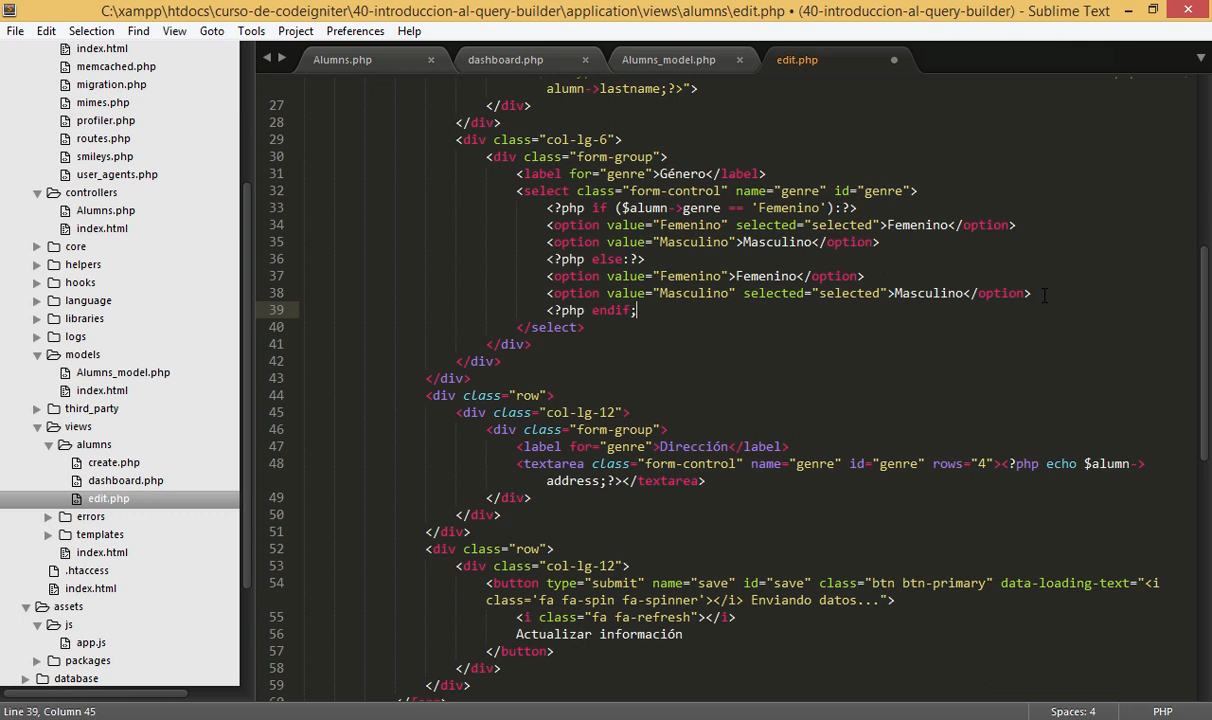 C:\xampp\htdocs\curso-de-codeigniter\40-introduccion-al-query-builder\application\views\alumns\edit.php • (40-introduccion-al-query-builder) - Sublime Text
File Edit Selection Find View Goto Tools Project Preferences Help
index.html
memcached.php
migration.php
mimes.php
profiler.php
routes.php
smileys.php
user_agents.php
controllers
Alumns.php
index.html
core
helpers
hooks
language
libraries
logs
models
Alumns_model.php
index.html
third_party
views
alumns
create.php
dashboard.php
edit.php
errors
templates
index.html
.htaccess
index.html
assets
js
app.js
packages
database
Alumns.php dashboard.php Alumns_model.php edit.php
alumn->lastname;?>">
27 </div>
28 </div>
29 <div class="col-lg-6">
30 <div class="form-group">
31 <label for="genre">Género</label>
32 <select class="form-control" name="genre" id="genre">
33 <?php if ($alumn->genre == 'Femenino'):?>
34 <option value="Femenino" selected="selected">Femenino</option>
35 <option value="Masculino">Masculino</option>
36 <?php else:?>
37 <option value="Femenino">Femenino</option>
38 <option value="Masculino" selected="selected">Masculino</option>
39 <?php endif;
40 </select>
41 </div>
42 </div>
43 </div>
44 <div class="row">
45 <div class="col-lg-12">
46 <div class="form-group">
47 <label for="genre">Dirección</label>
48 <textarea class="form-control" name="genre" id="genre" rows="4"><?php echo $alumn->
address;?></textarea>
49 </div>
50 </div>
51 </div>
52 <div class="row">
53 <div class="col-lg-12">
54 <button type="submit" name="save" id="save" class="btn btn-primary" data-loading-text="<i
class='fa fa-spin fa-spinner'></i> Enviando datos...">
55 <i class="fa fa-refresh"></i>
56 Actualizar información
57 </button>
58 </div>
59 </div>
Line 39, Column 45
Spaces: 4
PHP